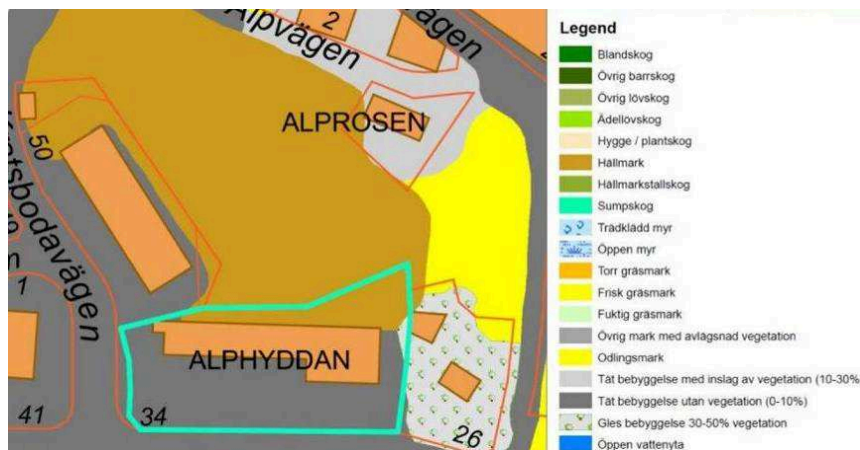 Alpvägen
2
vägen
ALPROSEN
50
1
41
ALPHYDDAN
34
26
Legend
Blandskog
Övrig barrskog
Övrig lövskog
Ädellövskog
Hygge / plantskog
Hällmark
Hällmarkstallskog
Sumpskog
Trädklädd myr
Öppen myr
Torr gräsmark
Frisk gräsmark
Fuktig gräsmark
Övrig mark med avlägsnad vegetation
Odlingsmark
Tät bebyggelse med inslag av vegetation (10-30%
Tät bebyggelse utan vegetation (0-10%)
Gles bebyggelse 30-50% vegetation
Öppen vattenyta